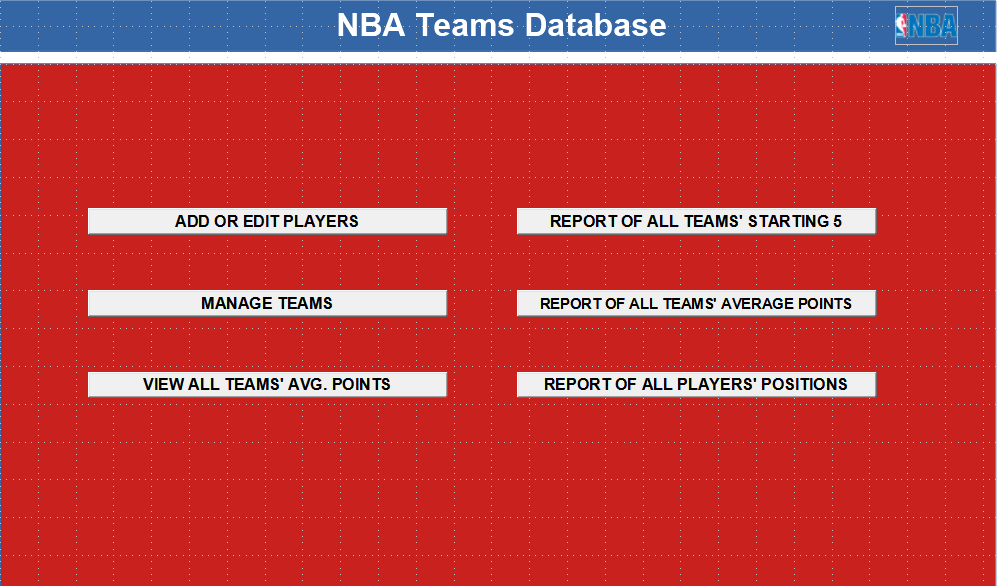 NBA Teams Database
NBA
ADD OR EDIT PLAYERS
REPORT OF ALL TEAMS' STARTING 5
MANAGE TEAMS
REPORT OF ALL TEAMS' AVERAGE POINTS
VIEW ALL TEAMS' AVG. POINTS
REPORT OF ALL PLAYERS' POSITIONS